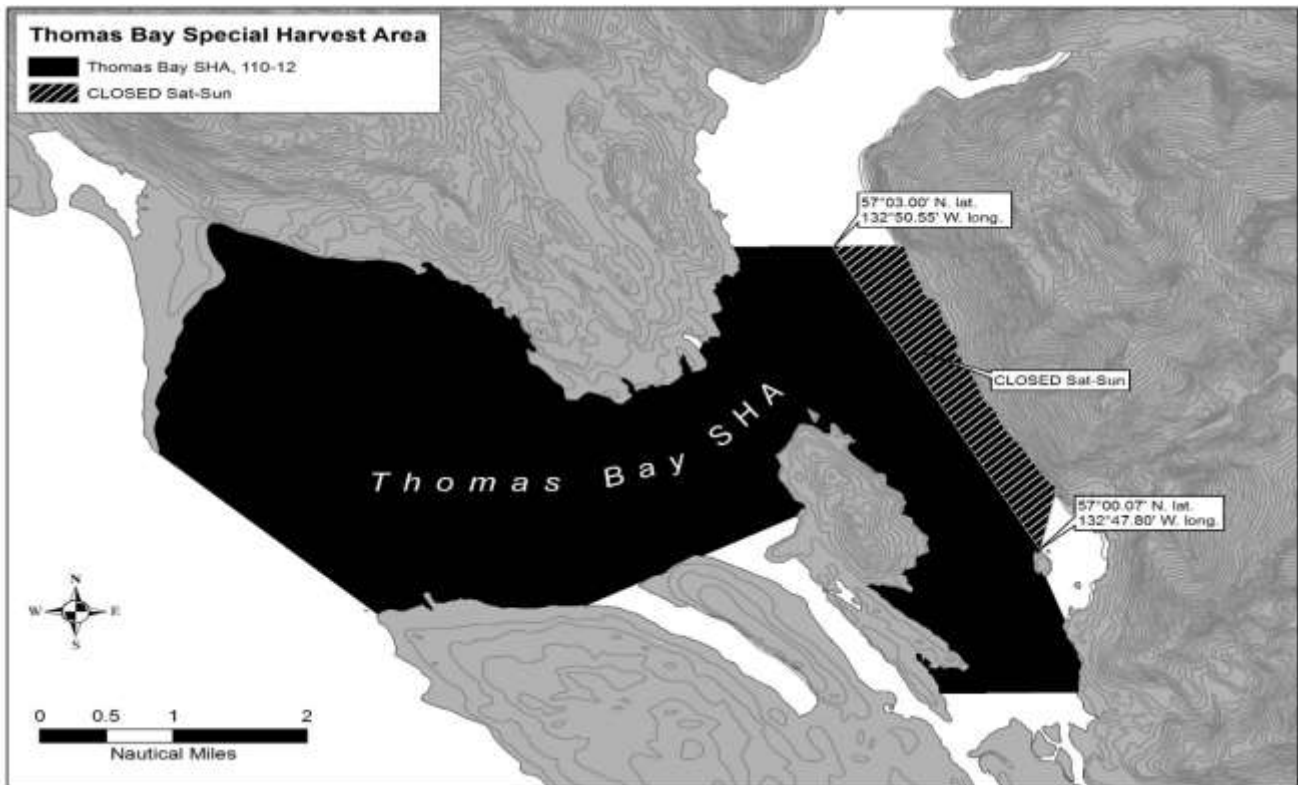 Thomas Bay Special Harvest Area
Thomas Bay SHA, 110-12
CLOSED Sat-Sun
57°03.00' N. lat.
132°50.55' W. long.
CLOSED Sat-Sun
Thomas Bay SHA
57°00.07' N. lat.
132°47.80' W. long.
N
W E
S
0 0.5 1 2
Nautical Miles